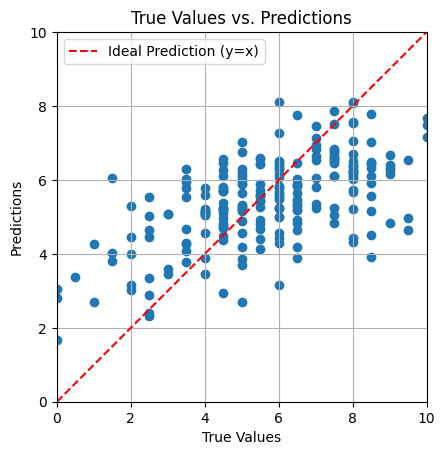 True Values vs. Predictions
Ideal Prediction (y=x)
10
8
6
4
2
0
Predictions
0 2 4 6 8 10
True Values